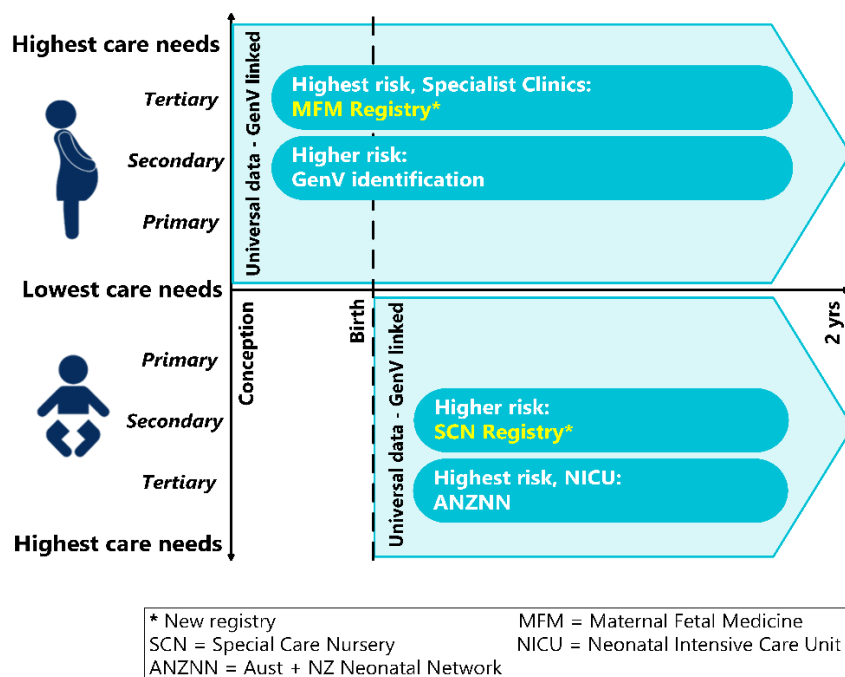 Highest care needs
Tertiary
Secondary
Primary
Lowest care needs
Universal data - GenV linked
Highest risk, Specialist Clinics:
MFM Registry*
Higher risk:
GenV identification
Conception
Birth
2 yrs
Primary
Secondary
Tertiary
Highest care needs
Universal data - GenV linked
Higher risk:
SCN Registry*
Highest risk, NICU:
ANZNN
* New registry
MFM = Maternal Fetal Medicine
SCN = Special Care Nursery
NICU = Neonatal Intensive Care Unit
ANZNN = Aust + NZ Neonatal Network